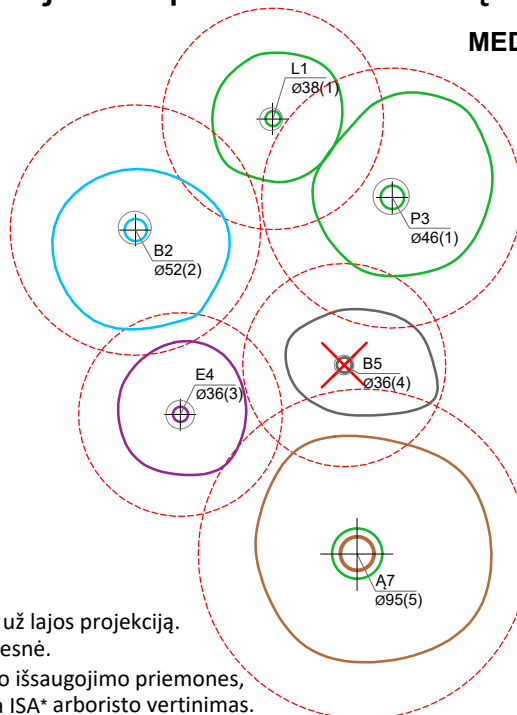 MED
L1
Ø38(1)
P3
Ø46(1)
B2
Ø52(2)
B5
Ø36(4)
E4
Ø36(3)
Ą7
Ø95(5)
už lajos projekciją.
esnė.
o išsaugojimo priemones,
ISA* arboristo vertinimas.